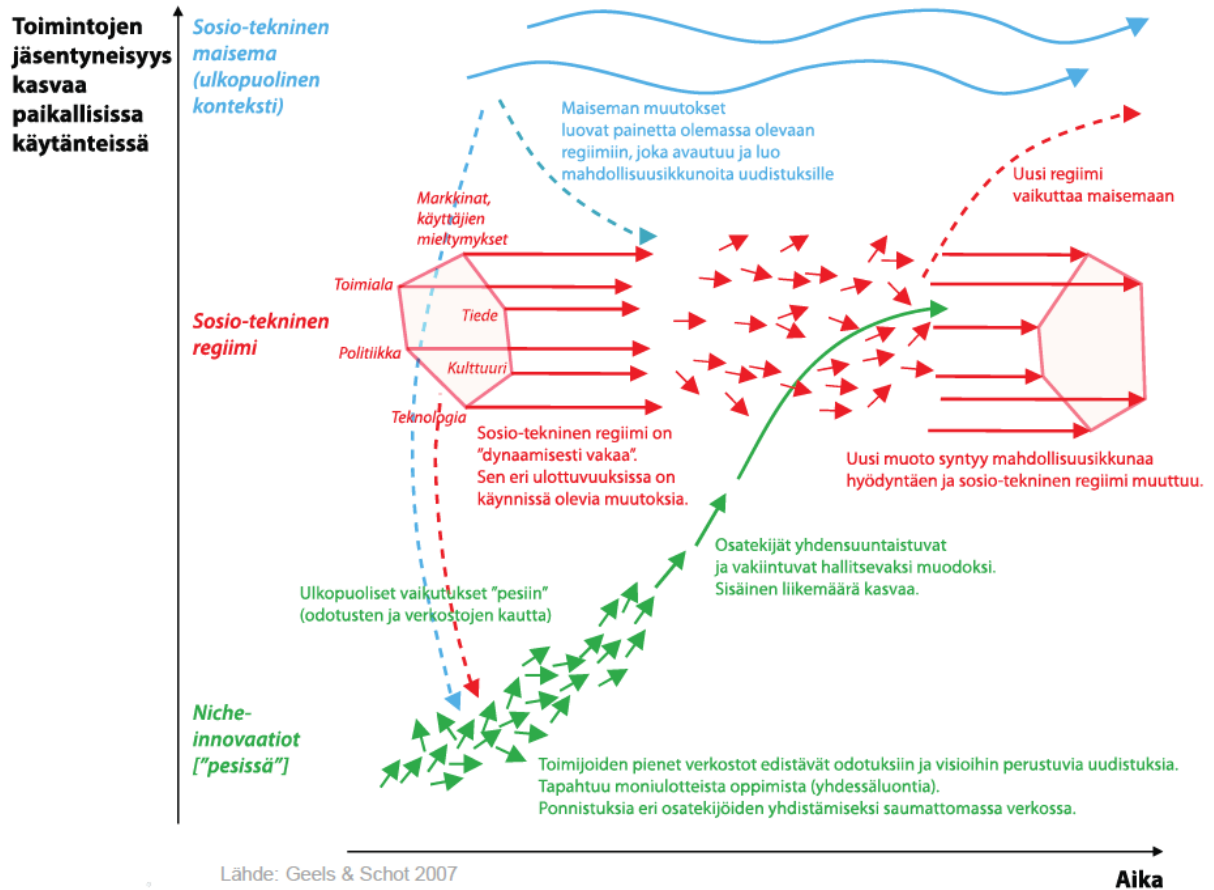 Toimintojen
jäsentyneisyys
kasvaa
paikallisissa
käytänteissä
Sosio-tekninen
maisema
(ulkopuolinen
konteksti)
Maiseman muutokset
luovat painetta olemassa olevaan
regiimiin, joka avautuu ja luo
mahdollisuusikkunoita uudistuksille
Uusi regiimi
vaikuttaa maisemaan
Markkinat,
käyttäjien
mieltymykset
Toimiala
Tiede
Sosio-tekninen
regiimi
Politiikka
Kulttuuri
Teknologia
Sosio-tekninen regiimi on
"dynaamisesti vakaa".
Sen eri ulottuvuuksissa on
käynnissä olevia muutoksia.
Uusi muoto syntyy mahdollisuusikkunaa
hyödyntäen ja sosio-tekninen regiimi muuttuu.
Osatekijät yhdensuuntaistuvat
ja vakiintuvat hallitsevaksi muodoksi.
Sisäinen liikemäärä kasvaa.
Ulkopuoliset vaikutukset "pesiin"
(odotusten ja verkostojen kautta)
Niche-
innovaatiot
["pesissä"]
Toimijoiden pienet verkostot edistävät odotuksiin ja visioihin perustuvia uudistuksia.
Tapahtuu moniulotteista oppimista (yhdessäluontia).
Ponnistuksia eri osatekijöiden yhdistämiseksi saumattomassa verkossa.
Lähde: Geels & Schot 2007
Aika